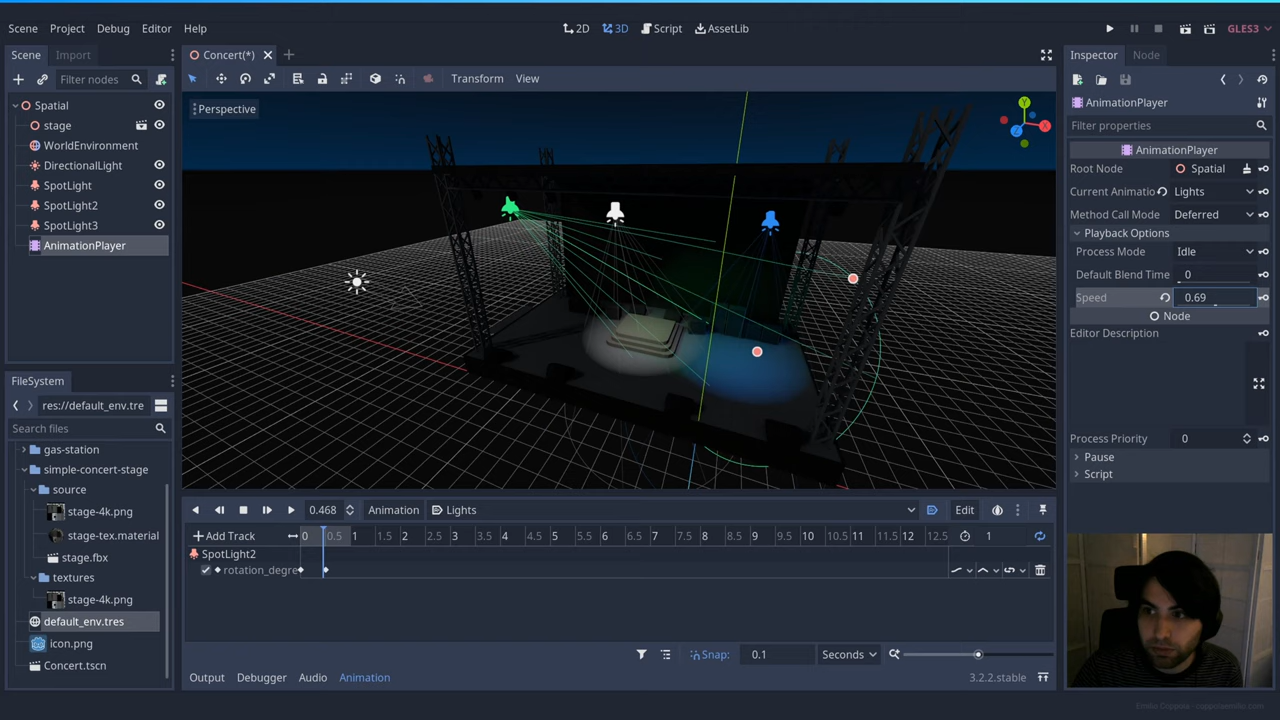 Scene Project Debug Editor Help
2D 3D Script AssetLib
GLES3
Scene Import
Filter nodes
Spatial
stage
WorldEnvironment
DirectionalLight
SpotLight
SpotLight2
SpotLight3
AnimationPlayer
FileSystem
res://default_env.tre
Search files
gas-station
simple-concert-stage
source
stage-4k.png
stage-tex.material
stage.fbx
textures
stage-4k.png
default_env.tres
icon.png
Concert.tscn
Concert(*)
Transform View
Perspective
Y
X
Z
0.468 Animation Lights Edit
Add Track 0 0.5 1 1.5 2 2.5 3 3.5 4 4.5 5 5.5 6 6.5 7 7.5 8 8.5 9 9.5 10 10.5 11 11.5 12 12.5 1
SpotLight2
rotation_degre
Snap: 0.1 Seconds
Output Debugger Audio Animation 3.2.2.stable
Inspector Node
AnimationPlayer
Filter properties
AnimationPlayer
Root Node Spatial
Current Animatio Lights
Method Call Mode Deferred
Playback Options
Process Mode Idle
Default Blend Time 0
Speed 0.69
Node
Editor Description
Process Priority 0
Pause
Script
Emilio Coppola - coppolaemilio.com